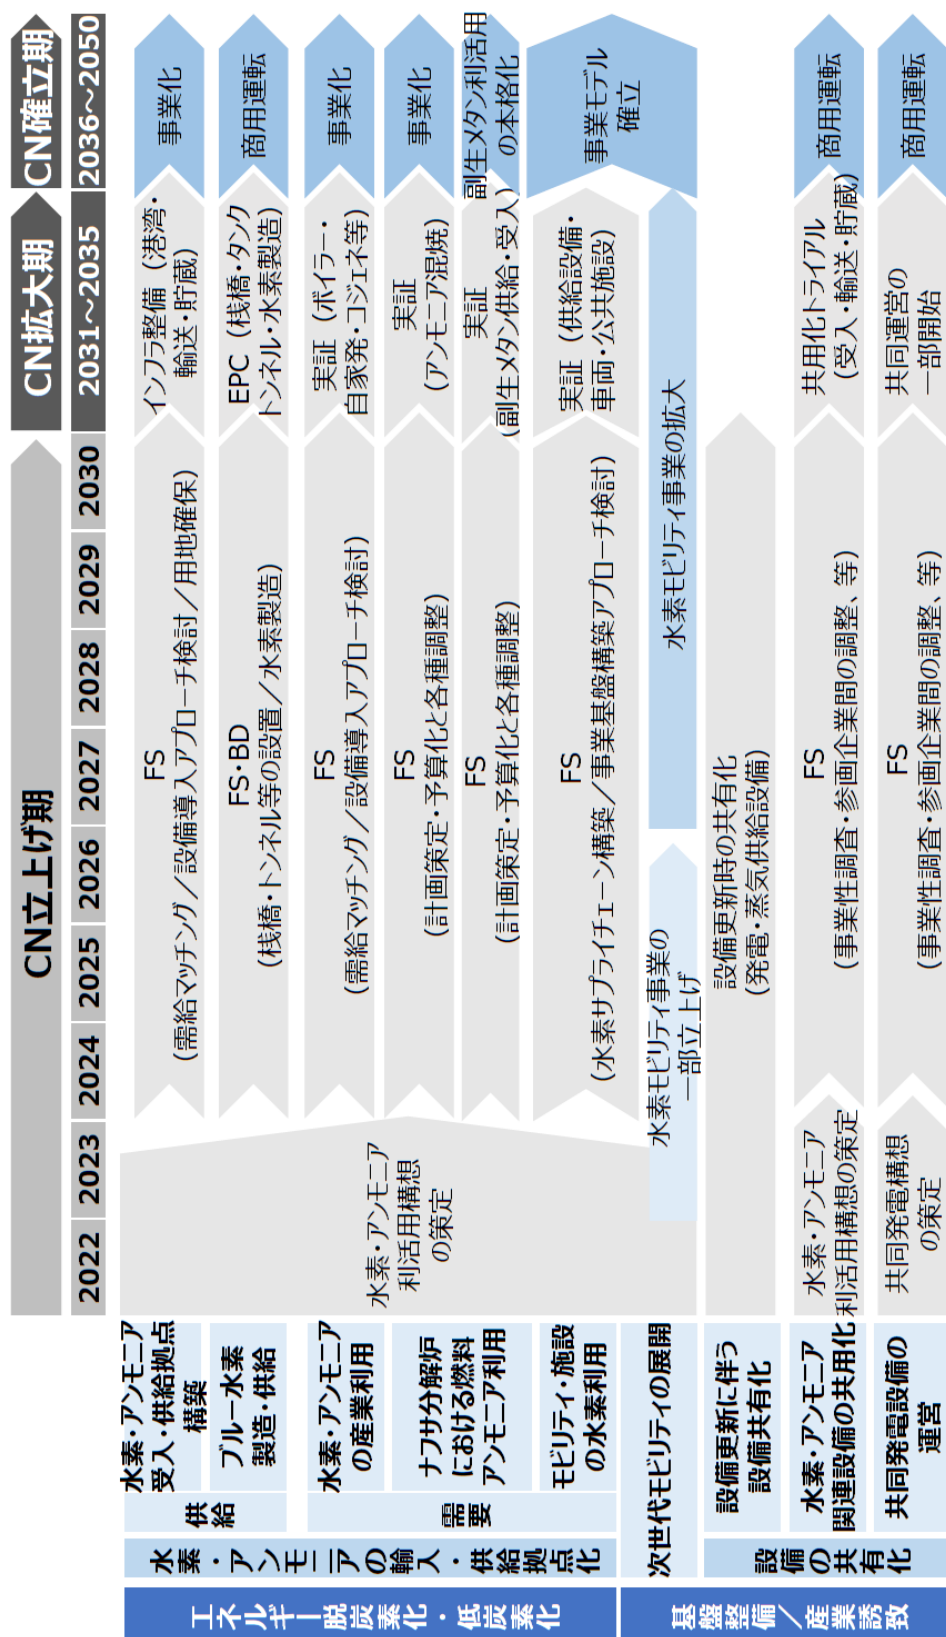 CN立上げ期
CN拡大期
CN確立期
2022
2023
2024
2025
2026
2027
2028
2029
2030
2031~2035
2036~2050
エネルギー脱炭素化・低炭素化
水素・アンモニアの輸入・供給拠点化
供給
水素・アンモニア
受入・供給拠点
構築
水素・アンモニア
利活用構想
の策定
FS
(需給マッチング/設備導入アプローチ検討/用地確保)
インフラ整備(港湾・
輸送・貯蔵)
事業化
ブルー水素
製造・供給
FS・BD
(桟橋・トンネル等の設置/水素製造)
EPC(桟橋・タンク
トンネル・水素製造)
商用運転
需要
水素・アンモニア
の産業利用
FS
(需給マッチング/設備導入アプローチ検討)
実証(ボイラー・
自家発・コジェネ等)
事業化
ナフサ分解炉
における燃料
アンモニア利用
FS
(計画策定・予算化と各種調整)
実証
(アンモニア混焼)
事業化
FS
(計画策定・予算化と各種調整)
実証
(副生メタン供給・受入)
副生メタン利活用
の本格化
モビリティ・施設
の水素利用
FS
(水素サプライチェーン構築/事業基盤構築アプローチ検討)
実証(供給設備・
車両・公共施設)
事業モデル
確立
基盤整備/産業誘致
次世代モビリティの展開
水素モビリティ事業の
一部立上げ
水素モビリティ事業の拡大
設備の共有化
設備更新に伴う
設備共有化
設備更新時の共有化
(発電・蒸気供給設備)
水素・アンモニア
関連設備の共用化
水素・アンモニア
利活用構想の策定
FS
(事業性調査・参画企業間の調整、等)
共用化トライアル
(受入・輸送・貯蔵)
商用運転
共同発電設備の
運営
共同発電構想
の策定
FS
(事業性調査・参画企業間の調整、等)
共同運営の
一部開始
商用運転